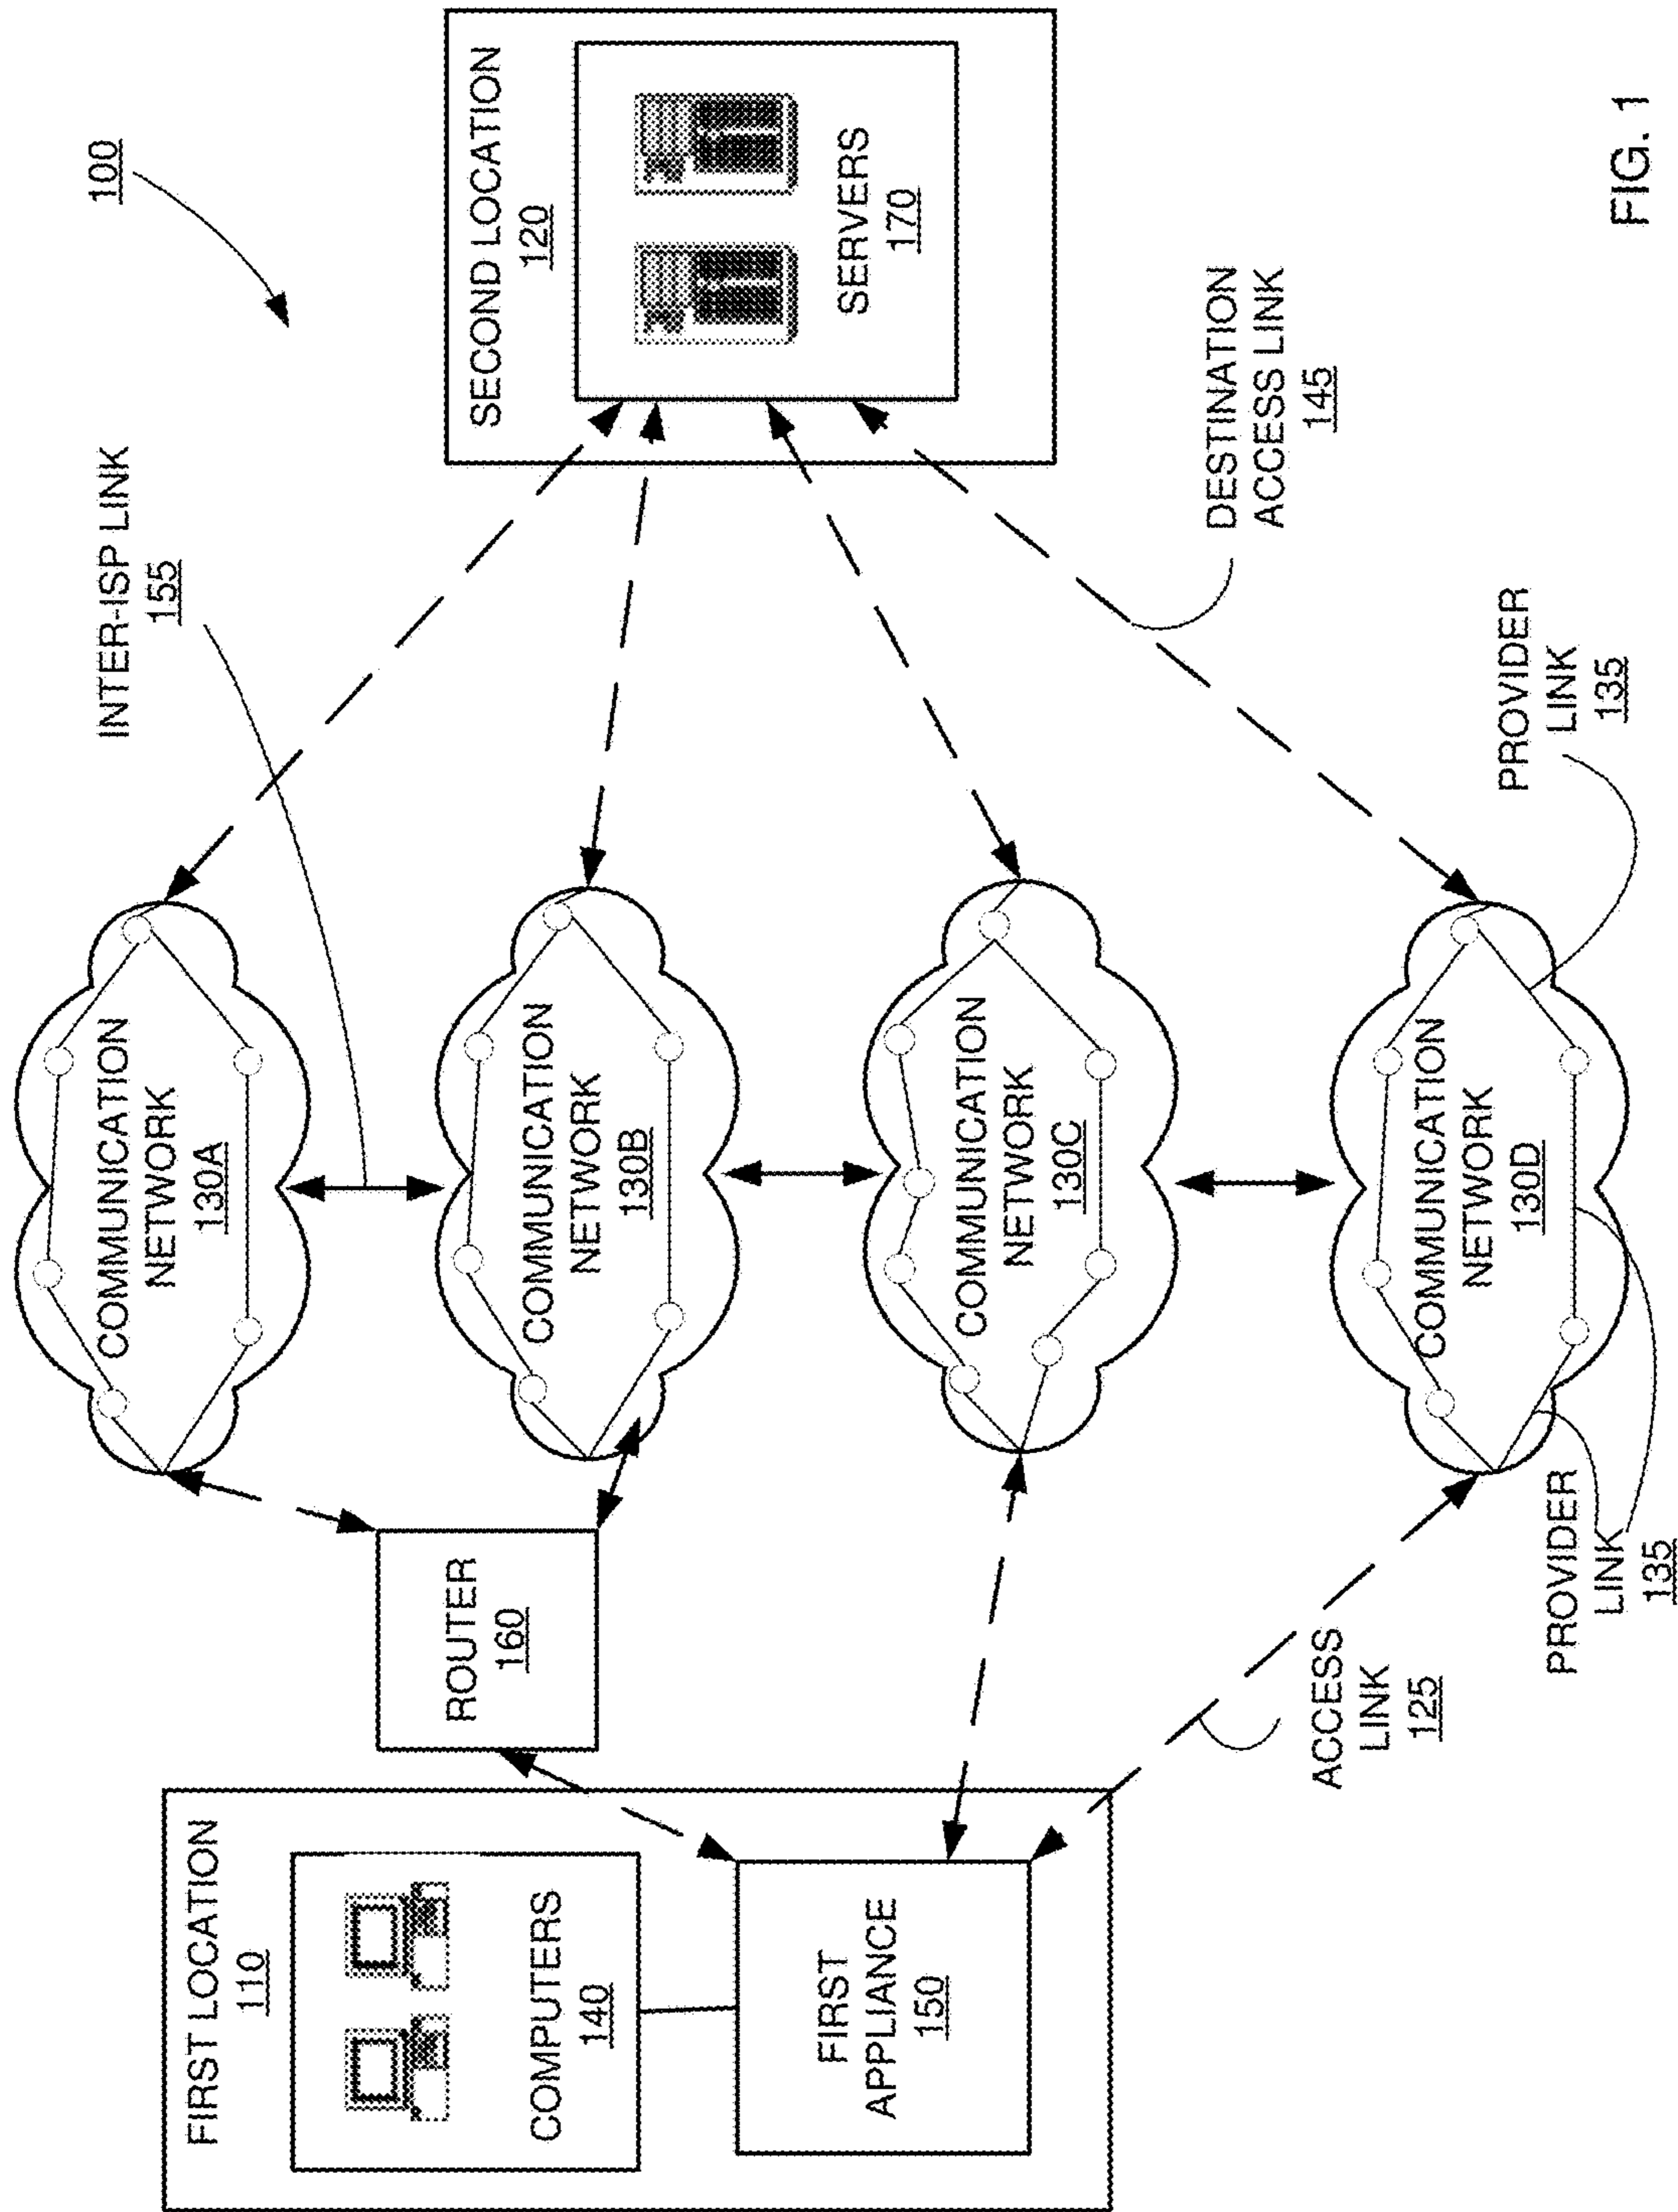 100
FIRST LOCATION
110
COMPUTERS
140
FIRST
APPLIANCE
150
ROUTER
160
COMMUNICATION
NETWORK
130A
COMMUNICATION
NETWORK
130B
COMMUNICATION
NETWORK
130C
COMMUNICATION
NETWORK
130D
INTER-ISP LINK
155
SECOND LOCATION
120
SERVERS
170
DESTINATION
ACCESS LINK
145
ACCESS
LINK
125
PROVIDER
LINK
135
PROVIDER
LINK
135
FIG. 1